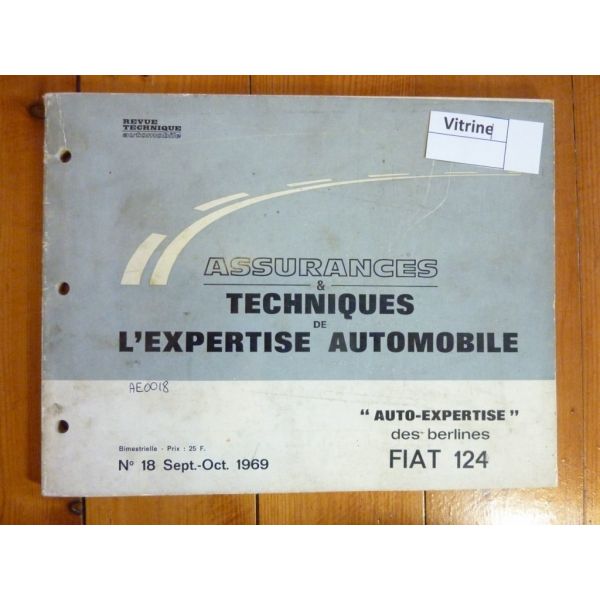 REVUE
TECHNIQUE
automobile
Vitrine
ASSURANCES
&
TECHNIQUES
DE
L'EXPERTISE AUTOMOBILE
AE0018
" AUTO-EXPERTISE "
des berlines
FIAT 124
Bimestrielle - Prix : 25 F.
N° 18 Sept.-Oct. 1969